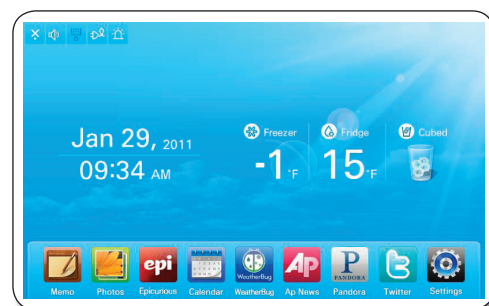 Jan 29, 2011
09:34 AM
Freezer
-1 °F
Fridge
15 °F
Cubed
epi
WeatherBug
AP
P
PANDORA
Memo
Photos
Epicurious
Calendar
WeatherBug
Ap News
Pandora
Twitter
Settings